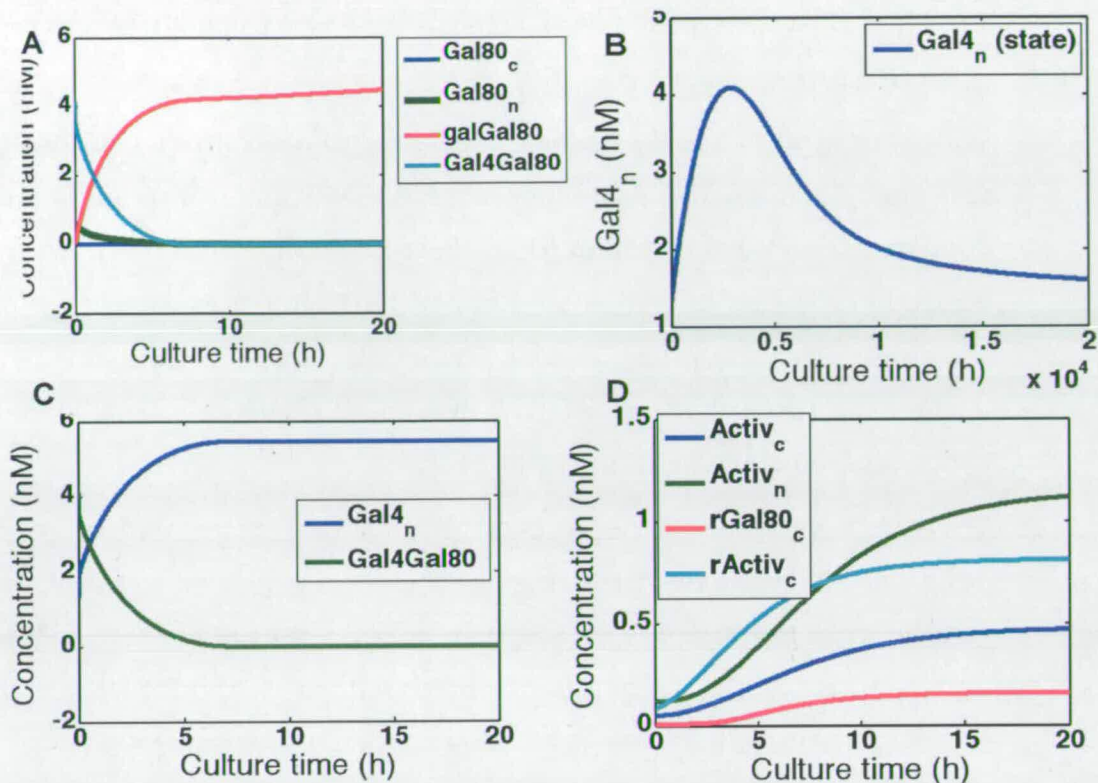 A
Concentration (nM)
6
4
2
0
-2
0
10
20
Culture time (h)
Gal80c
Gal80n
galGal80
Gal4Gal80
B
Gal4n (nM)
5
4
3
2
1
0
0.5
1
1.5
2
x 10^4
Culture time (h)
Gal4n (state)
C
Concentration (nM)
6
4
2
0
-2
0
5
10
15
20
Culture time (h)
Gal4n
Gal4Gal80
D
Concentration (nM)
1.5
1
0.5
0
0
5
10
15
20
Culture time (h)
Activc
Activn
rGal80c
rActivc